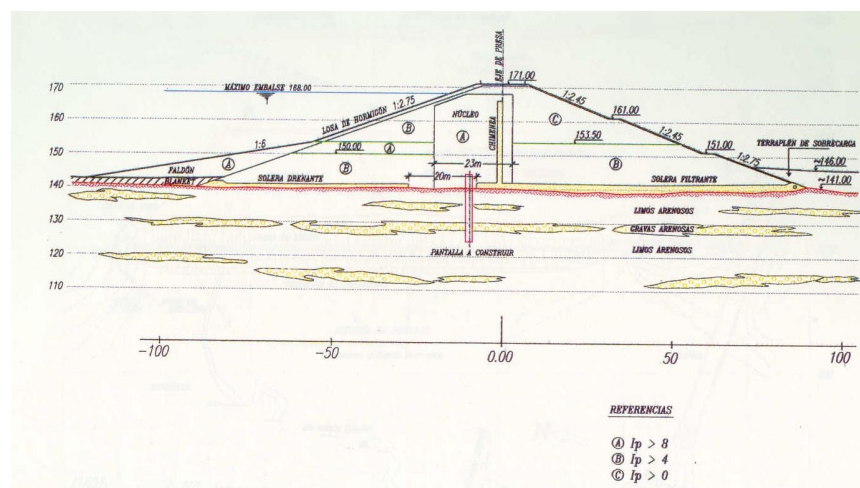 EJE DE PRESA
170
MÁXIMO EMBALSE 168.00
171.00
LOSA DE HORMIGÓN 1:2.75
1:2.45
160
B
NÚCLEO
C
161.00
1:6
A
CHIMENEA
1:2.45
150
150.00
A
153.50
151.00
TERRAPLÉN DE SOBRECARGA
A
B
23m
B
1:2.75
~146.00
FALDÓN
BLANKET
SOLERA DRENANTE
20m
SOLERA FILTRANTE
140
~141.00
LIMOS ARENOSOS
130
GRAVAS ARENOSAS
120
PANTALLA A CONSTRUIR
LIMOS ARENOSOS
110
-100
-50
0.00
50
100
REFERENCIAS
A Ip > 8
B Ip > 4
C Ip > 0